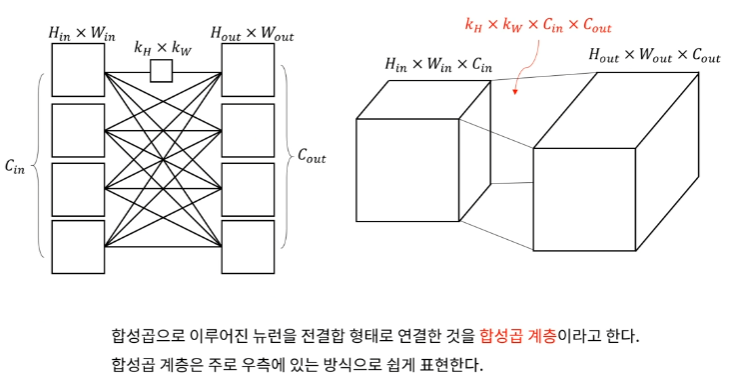 H_in × W_in
k_H × k_W
H_out × W_out
C_in
C_out
k_H × k_W × C_in × C_out
H_in × W_in × C_in
H_out × W_out × C_out
합성곱으로 이루어진 뉴런을 전결합 형태로 연결한 것을 합성곱 계층이라고 한다.
합성곱 계층은 주로 우측에 있는 방식으로 쉽게 표현한다.